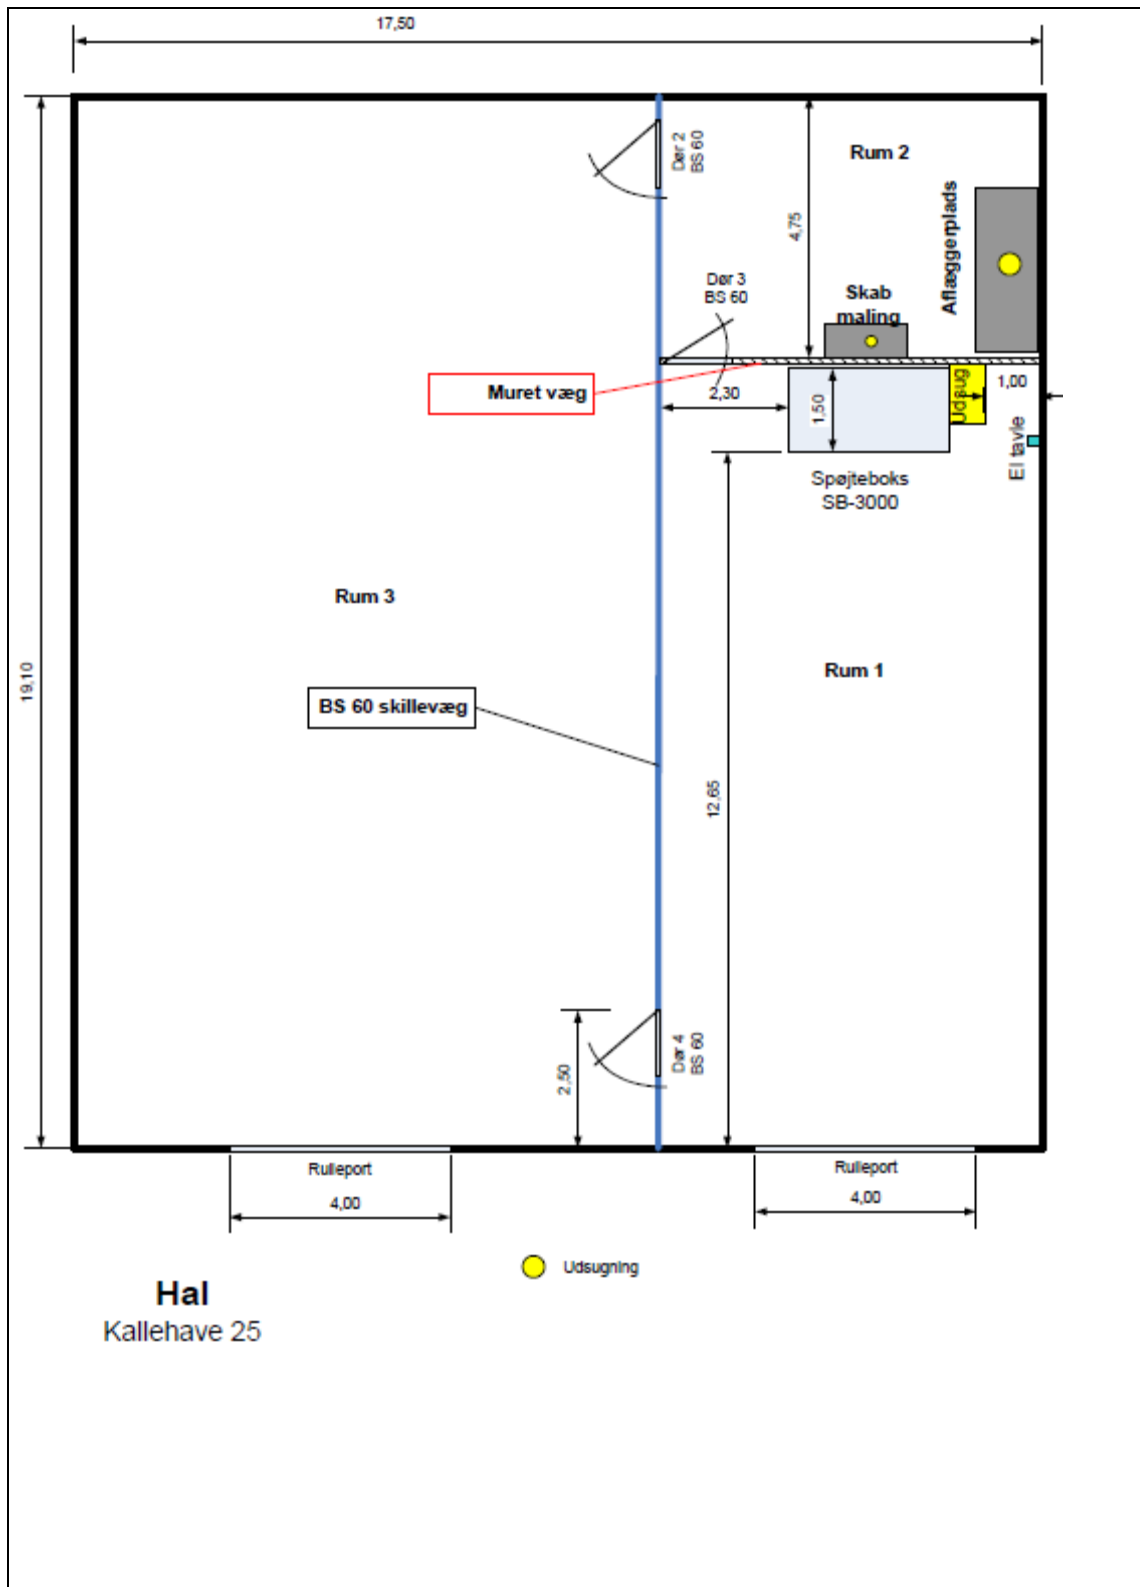 17,50
Dør 2
BS 60
Rum 2
4,75
Aflæggerplads
Dør 3
BS 60
Skab
maling
Muret væg
2,30
1,50
Udsug
1,00
El tavle
Spøjteboks
SB-3000
Rum 3
19,10
Rum 1
BS 60 skillevæg
12,65
2,50
Dør 4
BS 60
Rulleport
4,00
Rulleport
4,00
Udsugning
Hal
Kallehave 25